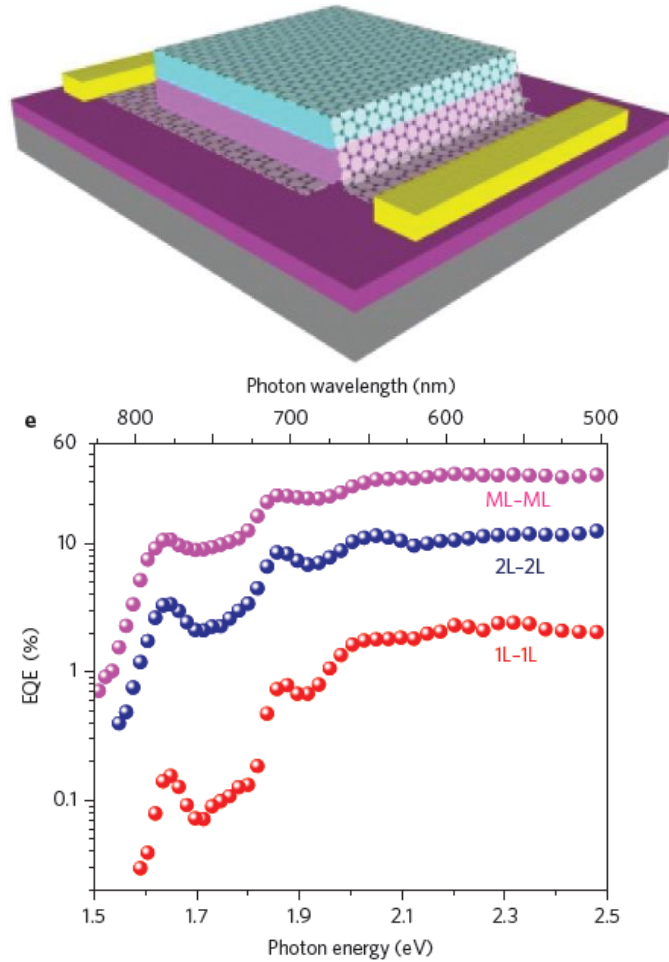 Photon wavelength (nm)
e
800 700 600 500
60
ML–ML
10
2L–2L
EQE (%)
1
1L–1L
0.1
1.5 1.7 1.9 2.1 2.3 2.5
Photon energy (eV)